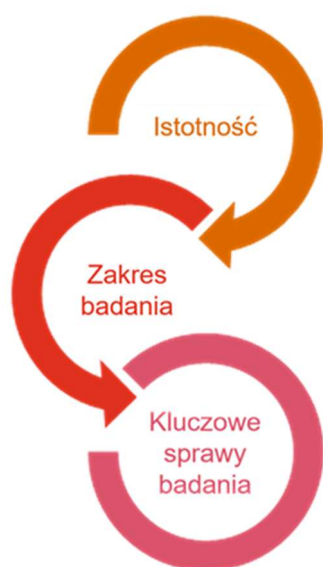 Istotność
Zakres
badania
Kluczowe
sprawy
badania